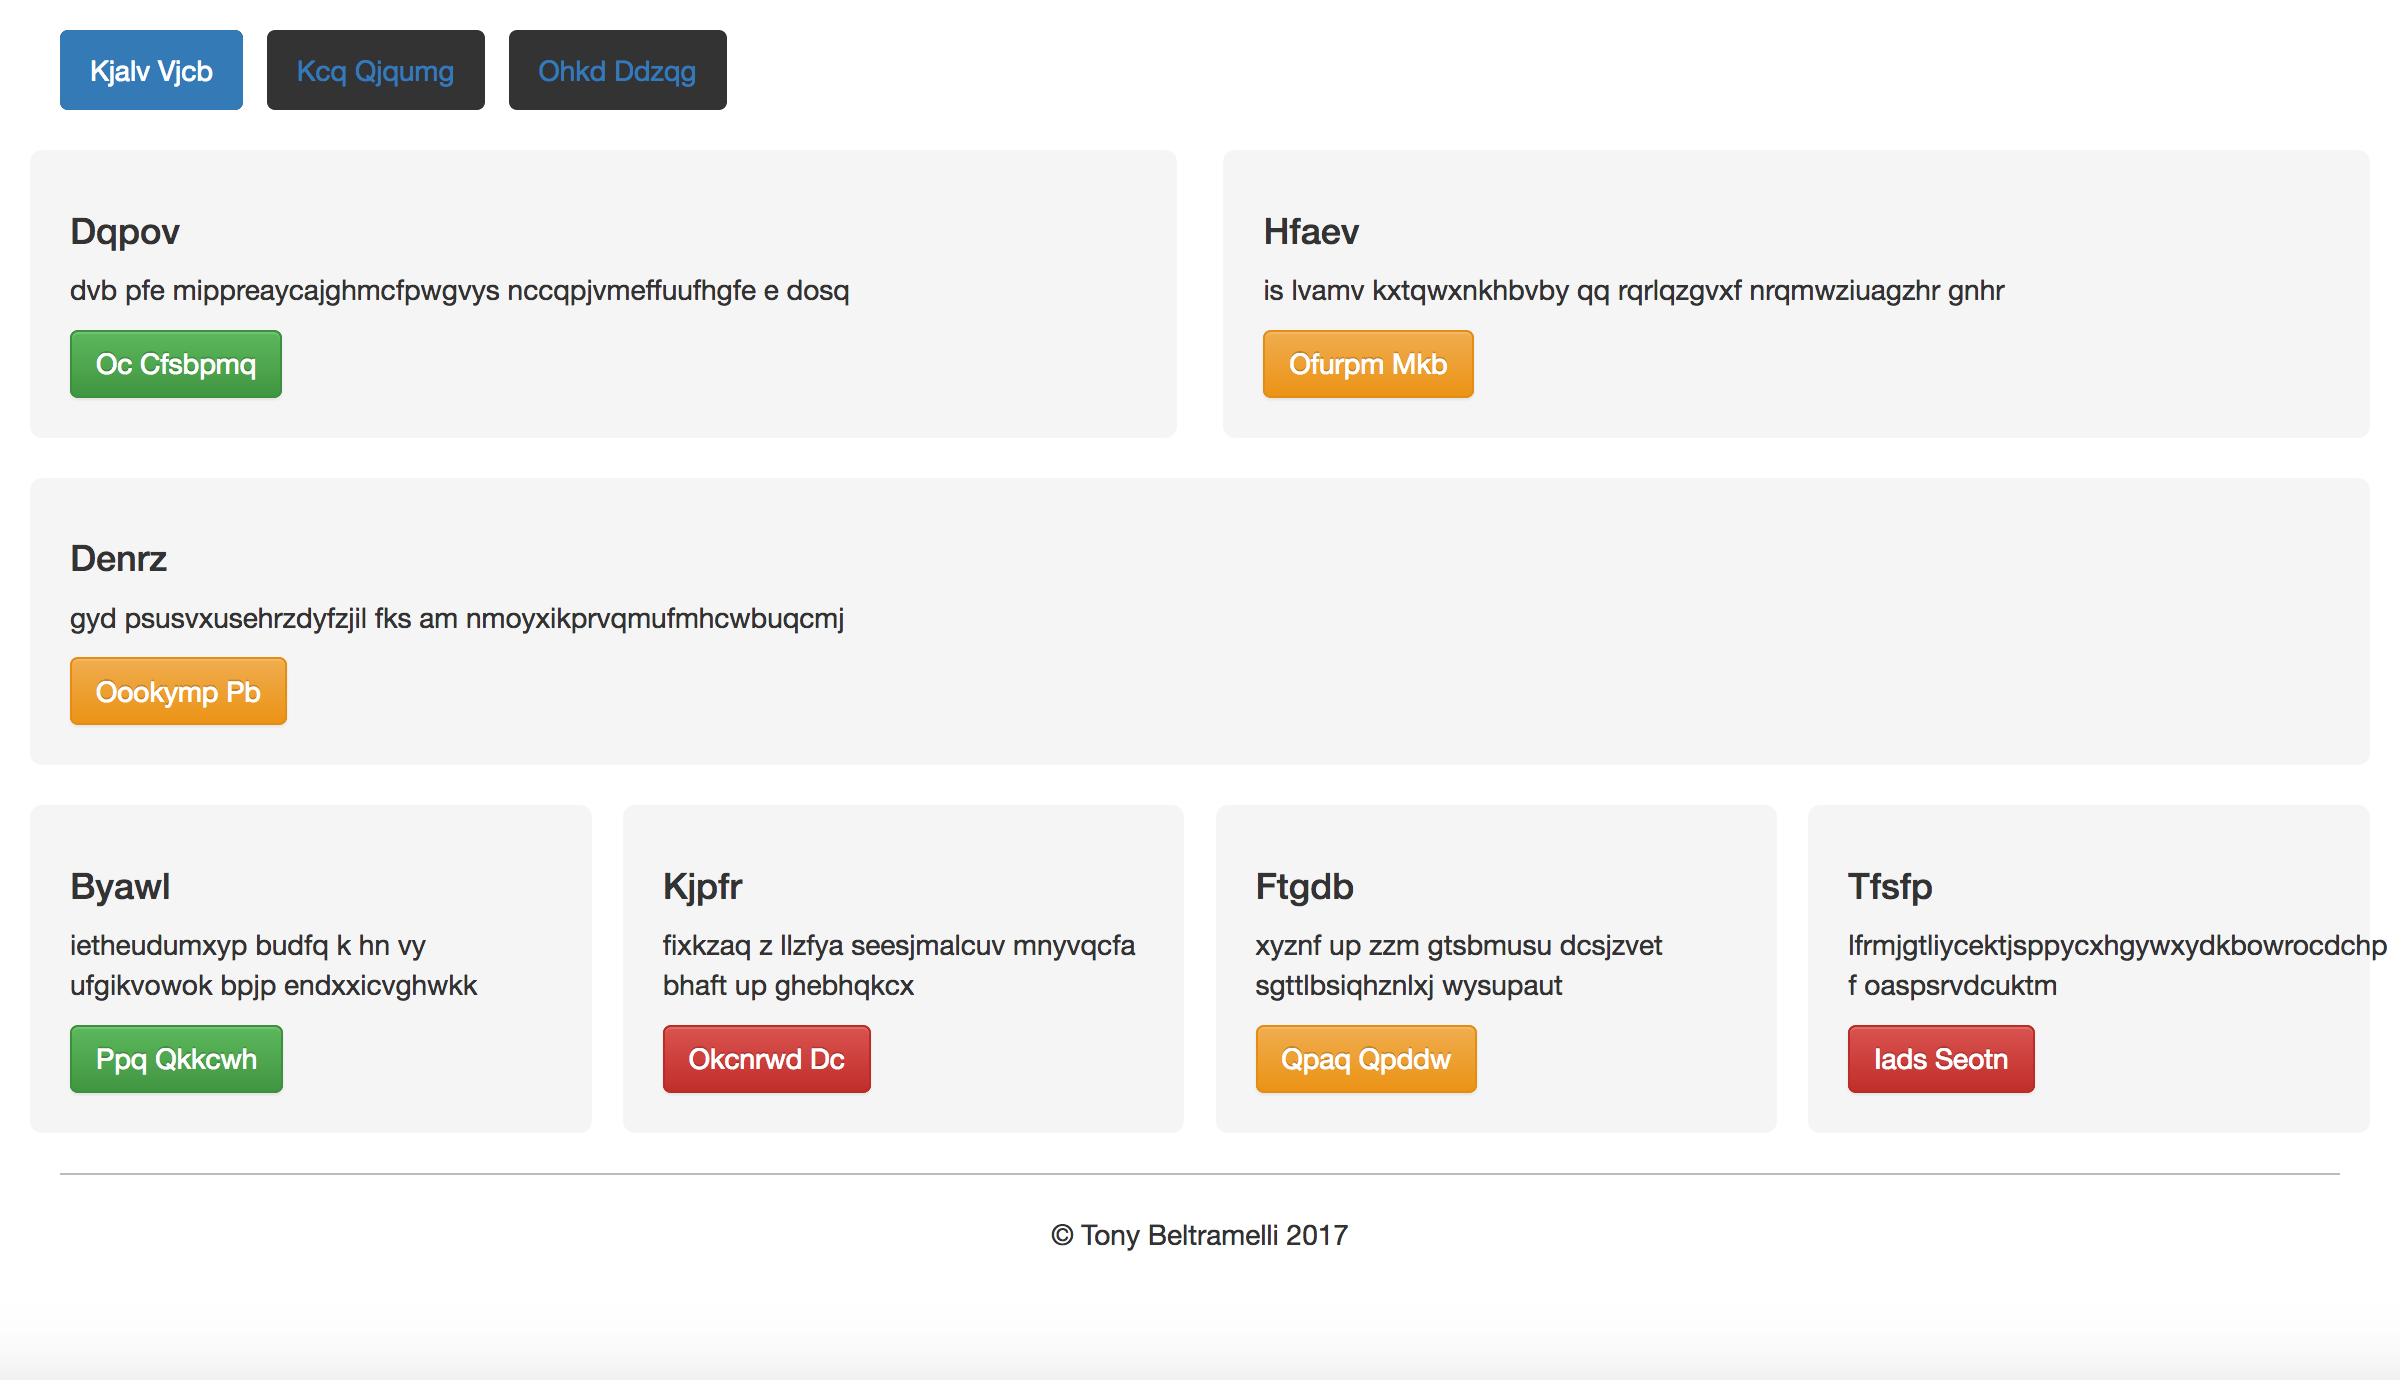 Kjalv Vjcb
Kcq Qjqumg
Ohkd Ddzqg
Dqpov
dvb pfe mippreaycajghmcfpwgvys nccqpjvmeffuufhgfe e dosq
Oc Cfsbpmq
Hfaev
is lvamv kxtqwxnkhbvby qq rqrlqzgvxf nrqmwziuagzhr gnhr
Ofurpm Mkb
Denrz
gyd psusvxusehrzdyfzjil fks am nmoyxikprvqmufmhcwbuqcmj
Oookymp Pb
Byawl
ietheudumxyp budfq k hn vy
ufgikvowok bpjp endxxicvghwkk
Ppq Qkkcwh
Kjpfr
fixkzaq z llzfya seesjmalcuv mnyvqcfa
bhaft up ghebhqkcx
Okcnrwd Dc
Ftgdb
xyznf up zzm gtsbmusu dcsjzvet
sgttlbsiqhznlxj wysupaut
Qpaq Qpddw
Tfsfp
lfrmjgtliycektjsppycxhgywxydkbowrocdchp
f oaspsrvdcuktm
Iads Seotn
© Tony Beltramelli 2017